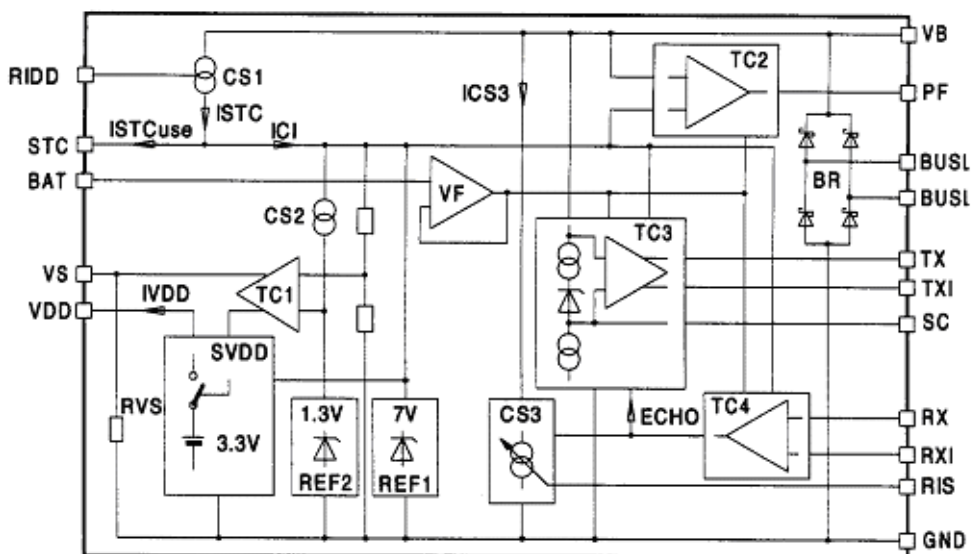 VB
RIDD
CS1
TC2
ICS3
PF
ISTC
ISTCuse
ICI
STC
BUSL
BAT
VF
BR
BUSL
CS2
TC3
VS
TX
TC1
TXI
IVDD
VDD
SC
SVDD
RVS
1.3V
7V
CS3
ECHO
TC4
RX
3.3V
RXI
REF2
REF1
RIS
GND